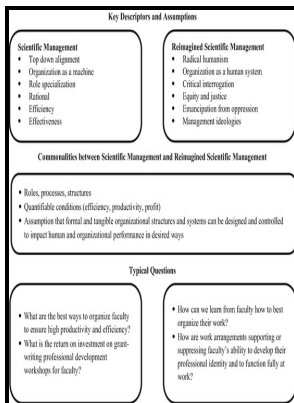 Key Descriptors and Assumptions
Scientific Management
• Top down alignment
• Organization as a machine
• Role specialization
• Rational
• Efficiency
• Effectiveness
Reimagined Scientific Management
• Radical humanism
• Organization as a human system
• Critical interrogation
• Equity and justice
• Emancipation from oppression
• Management ideologies
Commonalities between Scientific Management and Reimagined Scientific Management
• Roles, processes, structures
• Quantifiable conditions (efficiency, productivity, profit)
• Assumption that formal and tangible organizational structures and systems can be designed and controlled
to impact human and organizational performance in desired ways
Typical Questions
• What are the best ways to organize faculty
to ensure high productivity and efficiency?
• What is the return on investment on grant-
writing professional development
workshops for faculty?
• How can we learn from faculty how to best
organize their work?
• How are work arrangements supporting or
suppressing faculty's ability to develop their
professional identity and to function fully at
work?